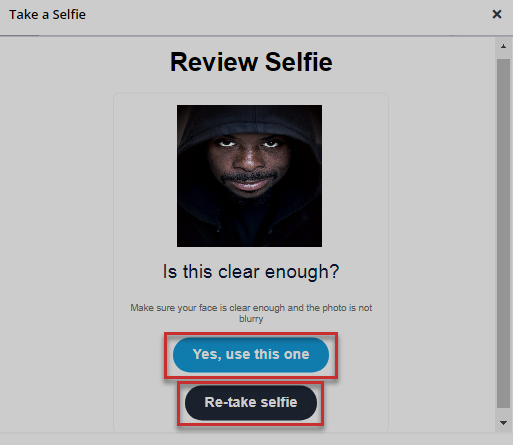 Take a Selfie
Review Selfie
Is this clear enough?
Make sure your face is clear enough and the photo is not
blurry
Yes, use this one
Re-take selfie